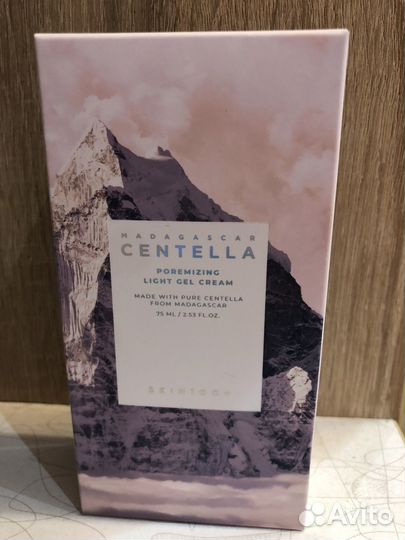 MADAGASCAR
CENTELLA
POREMIZING
LIGHT GEL CREAM
MADE WITH PURE CENTELLA
FROM MADAGASCAR
75 ML / 2.53 FL.OZ.
SKIN1004
Avito